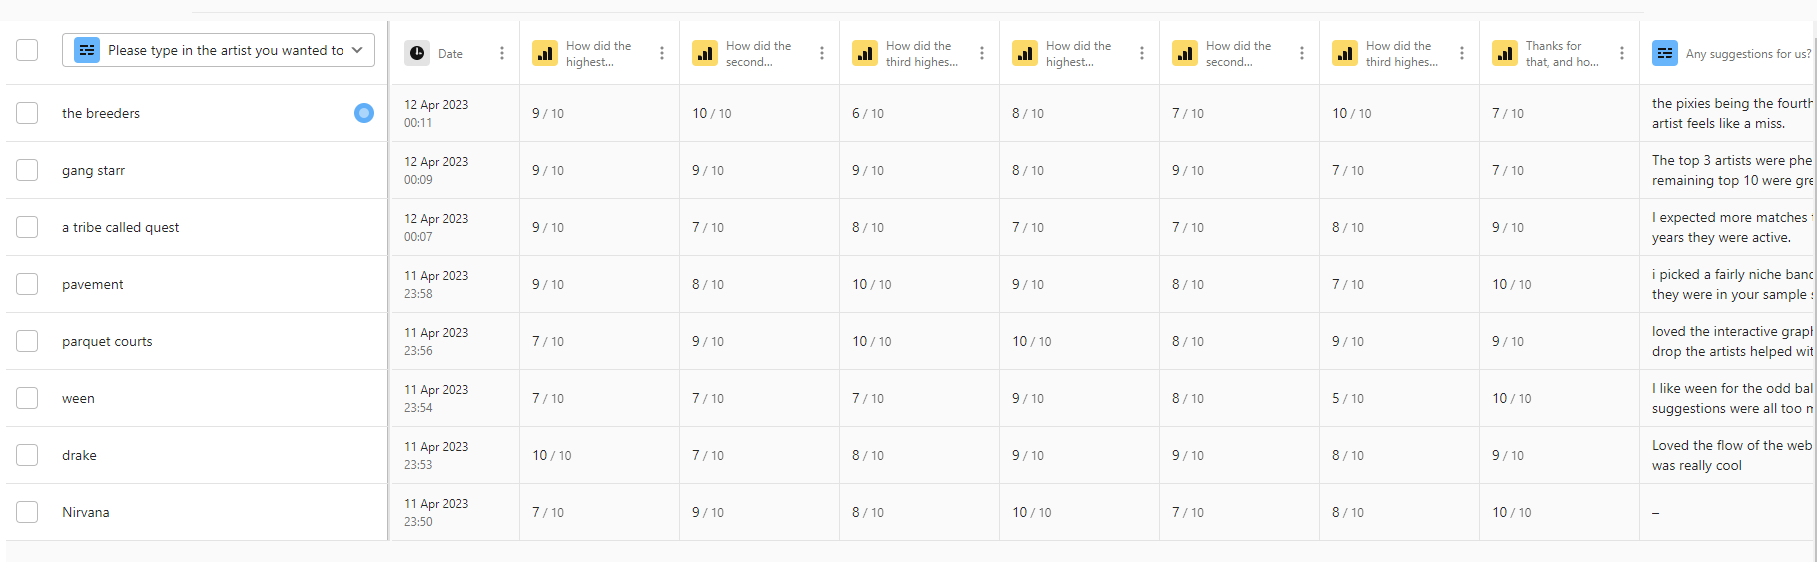 Please type in the artist you wanted to
Date
How did the
highest...
How did the
second...
How did the
third highes...
How did the
highest...
How did the
second...
How did the
third highes...
Thanks for
that, and ho...
Any suggestions for us?
the breeders
12 Apr 2023
00:11
9 / 10
10 / 10
6 / 10
8 / 10
7 / 10
10 / 10
7 / 10
the pixies being the fourth
artist feels like a miss.
gang starr
12 Apr 2023
00:09
9 / 10
9 / 10
9 / 10
8 / 10
9 / 10
7 / 10
7 / 10
The top 3 artists were phe
remaining top 10 were gre
a tribe called quest
12 Apr 2023
00:07
9 / 10
7 / 10
8 / 10
7 / 10
7 / 10
8 / 10
9 / 10
I expected more matches
years they were active.
pavement
11 Apr 2023
23:58
9 / 10
8 / 10
10 / 10
9 / 10
8 / 10
7 / 10
10 / 10
i picked a fairly niche band
they were in your sample
parquet courts
11 Apr 2023
23:56
7 / 10
9 / 10
10 / 10
10 / 10
8 / 10
9 / 10
9 / 10
loved the interactive grap
drop the artists helped wit
ween
11 Apr 2023
23:54
7 / 10
7 / 10
7 / 10
9 / 10
8 / 10
5 / 10
10 / 10
I like ween for the odd bal
suggestions were all too
drake
11 Apr 2023
23:53
10 / 10
7 / 10
8 / 10
9 / 10
9 / 10
8 / 10
9 / 10
Loved the flow of the web
was really cool
Nirvana
11 Apr 2023
23:50
7 / 10
9 / 10
8 / 10
10 / 10
7 / 10
8 / 10
10 / 10
–